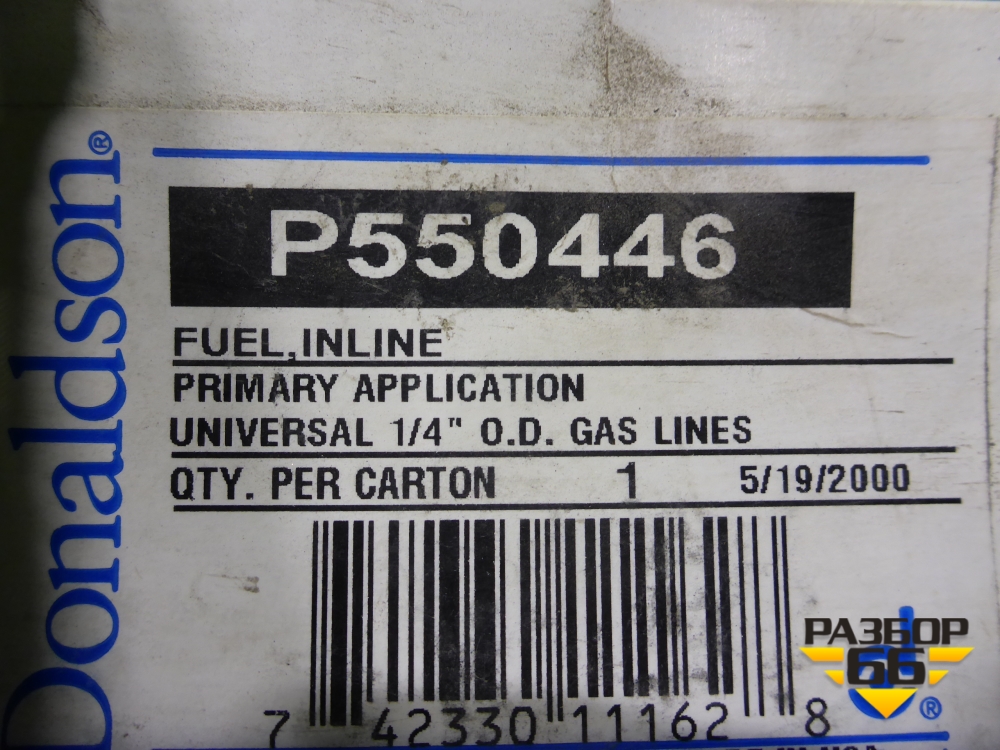 Donaldson®
P550446
FUEL,INLINE
PRIMARY APPLICATION
UNIVERSAL 1/4" O.D. GAS LINES
QTY. PER CARTON 1 5/19/2000
7 42330 11162 8
РАЗБОР
66
®